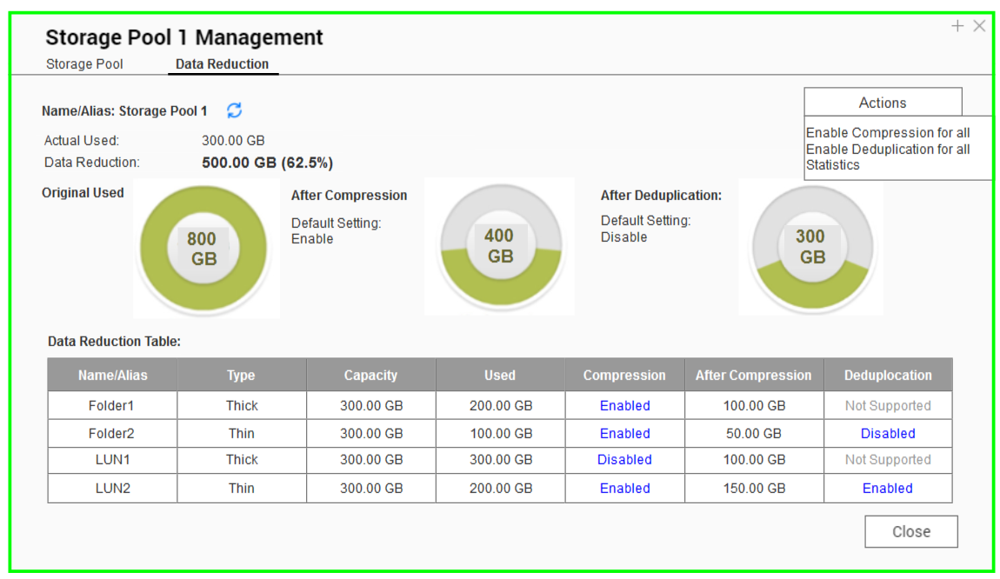 Storage Pool 1 Management
Storage Pool Data Reduction
Name/Alias: Storage Pool 1
Actions
Enable Compression for all
Enable Deduplication for all
Statistics
Actual Used: 300.00 GB
Data Reduction: 500.00 GB (62.5%)
Original Used
800
GB
After Compression
Default Setting:
Enable
400
GB
After Deduplication:
Default Setting:
Disable
300
GB
Data Reduction Table:
Name/Alias Type Capacity Used Compression After Compression Deduplocation
Folder1 Thick 300.00 GB 200.00 GB Enabled 100.00 GB Not Supported
Folder2 Thin 300.00 GB 100.00 GB Enabled 50.00 GB Disabled
LUN1 Thick 300.00 GB 300.00 GB Disabled 100.00 GB Not Supported
LUN2 Thin 300.00 GB 200.00 GB Enabled 150.00 GB Enabled
Close